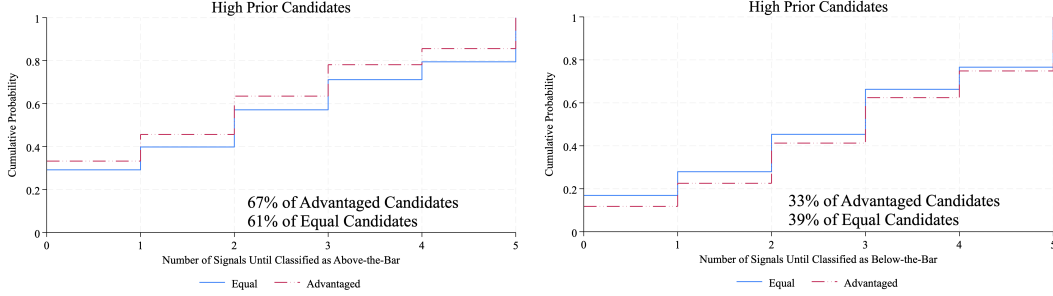 High Prior Candidates
Cumulative Probability
1
0.8
0.6
0.4
0.2
0
67% of Advantaged Candidates
61% of Equal Candidates
0 1 2 3 4 5
Number of Signals Until Classified as Above-the-Bar
Equal Advantaged
High Prior Candidates
Cumulative Probability
1
0.8
0.6
0.4
0.2
0
33% of Advantaged Candidates
39% of Equal Candidates
0 1 2 3 4 5
Number of Signals Until Classified as Below-the-Bar
Equal Advantaged